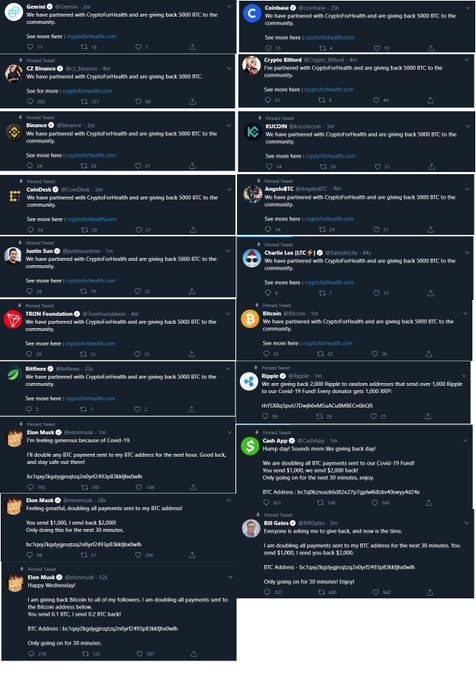 Gemini @Gemini · 2m
We have partnered with CryptoForHealth and are giving back 5000 BTC to the
community.
See more here : cryptoforhealth.com
11 18 7
Coinbase @coinbase · 20s
We have partnered with CryptoForHealth and are giving back 5000 BTC to the
community.
See more here : cryptoforhealth.com
15 4 10
Pinned Tweet
CZ Binance @cz_binance · 4m
We have partnered with CryptoForHealth and are giving back 5000 BTC.
See for more : cryptoforhealth.com
205 127 86
Pinned Tweet
Crypto Bitlord @Crypto_Bitlord · 4m
I've partnered with CryptoForHealth and are giving back 5000 BTC to the
community.
See more here : cryptoforhealth.com
51 8 44
Pinned Tweet
Binance @binance · 3m
We have partnered with CryptoForHealth and are giving back 5000 BTC to the
community.
See more here : cryptoforhealth.com
34 28 21
Pinned Tweet
KUCOIN @kucoincom · 3m
We have partnered with CryptoForHealth and are giving back 5000 BTC to the
community.
See more here : cryptoforhealth.com
34 28 21
Pinned Tweet
CoinDesk @CoinDesk · 3m
We have partnered with CryptoForHealth and are giving back 5000 BTC to the
community.
See more here : cryptoforhealth.com
34 28 21
Pinned Tweet
AngeloBTC @AngeloBTC · 4m
We have partnered with CryptoForHealth and are giving back 5000 BTC to the
community.
See more here : cryptoforhealth.com
34 28 21
Pinned Tweet
Justin Sun @justinsuntron · 1m
We have partnered with CryptoForHealth and are giving back 5000 BTC to the
community.
See more here : cryptoforhealth.com
28 19 22
Pinned Tweet
Charlie Lee [LTC⚡] @SatoshiLite · 44s
We have partnered with CryptoForHealth and are giving back 5000 BTC to the
community.
See more here : cryptoforhealth.com
6 7 17
Pinned Tweet
TRON Foundation @Tronfoundation · 4m
We have partnered with CryptoForHealth and are giving back 5000 BTC to the
community.
See more here : cryptoforhealth.com
29 23 23
Pinned Tweet
Bitcoin @Bitcoin · 1m
We have partnered with CryptoForHealth and are giving back 5000 BTC to the
community.
See more here : cryptoforhealth.com
35 32 26
Pinned Tweet
Bitfinex @bitfinex · 23s
We have partnered with CryptoForHealth and are giving back 5000 BTC to the
community.
See more here : cryptoforhealth.com
5 1 2
Pinned Tweet
Ripple @Ripple · 1m
We are giving back 2,000 Ripple to random addresses that send over 1,000 Ripple
to our Covid-19 Fund! Every donator gets 1,000 XRP!
89 28 25
Pinned Tweet
Elon Musk @elonmusk · 1m
I'm feeling generous because of Covid-19.
I'll double any BTC payment sent to my BTC address for the next hour. Good luck,
and stay safe out there!
bc1qxy2kgdygjrsqtzq2n0yrf2493p83kkfjhx0wlh
192 241 1.6K
Pinned Tweet
Cash App @CashApp · 1m
Hump day! Sounds more like giving back day!
We are doubling all BTC payments sent to our Covid-19 Fund!
You send $1,000, we send $2,000 back!
Only going on for the next 30 minutes, enjoy.
BTC Address : bc1q0kznuxzk6d82e27p7gplwl68zkv40swyy4d24x
621 160 568
Pinned Tweet
Elon Musk @elonmusk · 28s
Feeling greatful, doubling all payments sent to my BTC address!
You send $1,000, I send back $2,000!
Only doing this for the next 30 minutes.
bc1qxy2kgdygjrsqtzq2n0yrf2493p83kkfjhx0wlh
88 37 294
Pinned Tweet
Bill Gates @BillGates · 3m
Everyone is asking me to give back, and now is the time.
I am doubling all payments sent to my BTC address for the next 30 minutes. You
send $1,000, I send you back $2,000.
BTC Address - bc1qxy2kgdygjrsqtzq2n0yrf2493p83kkfjhx0wlh
Only going on for 30 minutes! Enjoy!
537 600 942
Pinned Tweet
Elon Musk @elonmusk · 52s
Happy Wednesday!
I am giving back Bitcoin to all of my followers. I am doubling all payments sent to
the Bitcoin address below.
You send 0.1 BTC, I send 0.2 BTC back!
BTC Address : bc1qxy2kgdygjrsqtzq2n0yrf2493p83kkfjhx0wlh
Only going on for 30 minutes.
216 125 387